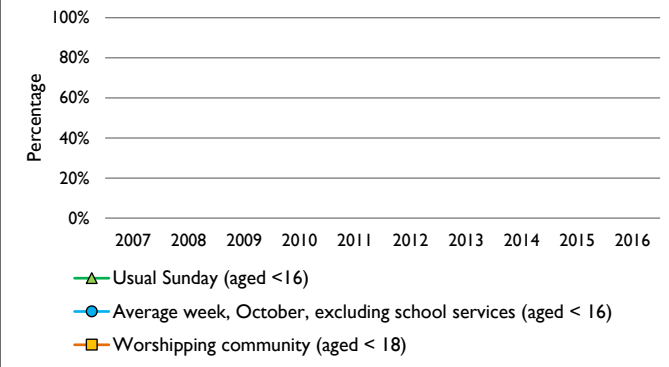 100%
80%
60%
40%
20%
0%
Percentage
2007 2008 2009 2010 2011 2012 2013 2014 2015 2016
Usual Sunday (aged <16)
Average week, October, excluding school services (aged < 16)
Worshipping community (aged < 18)